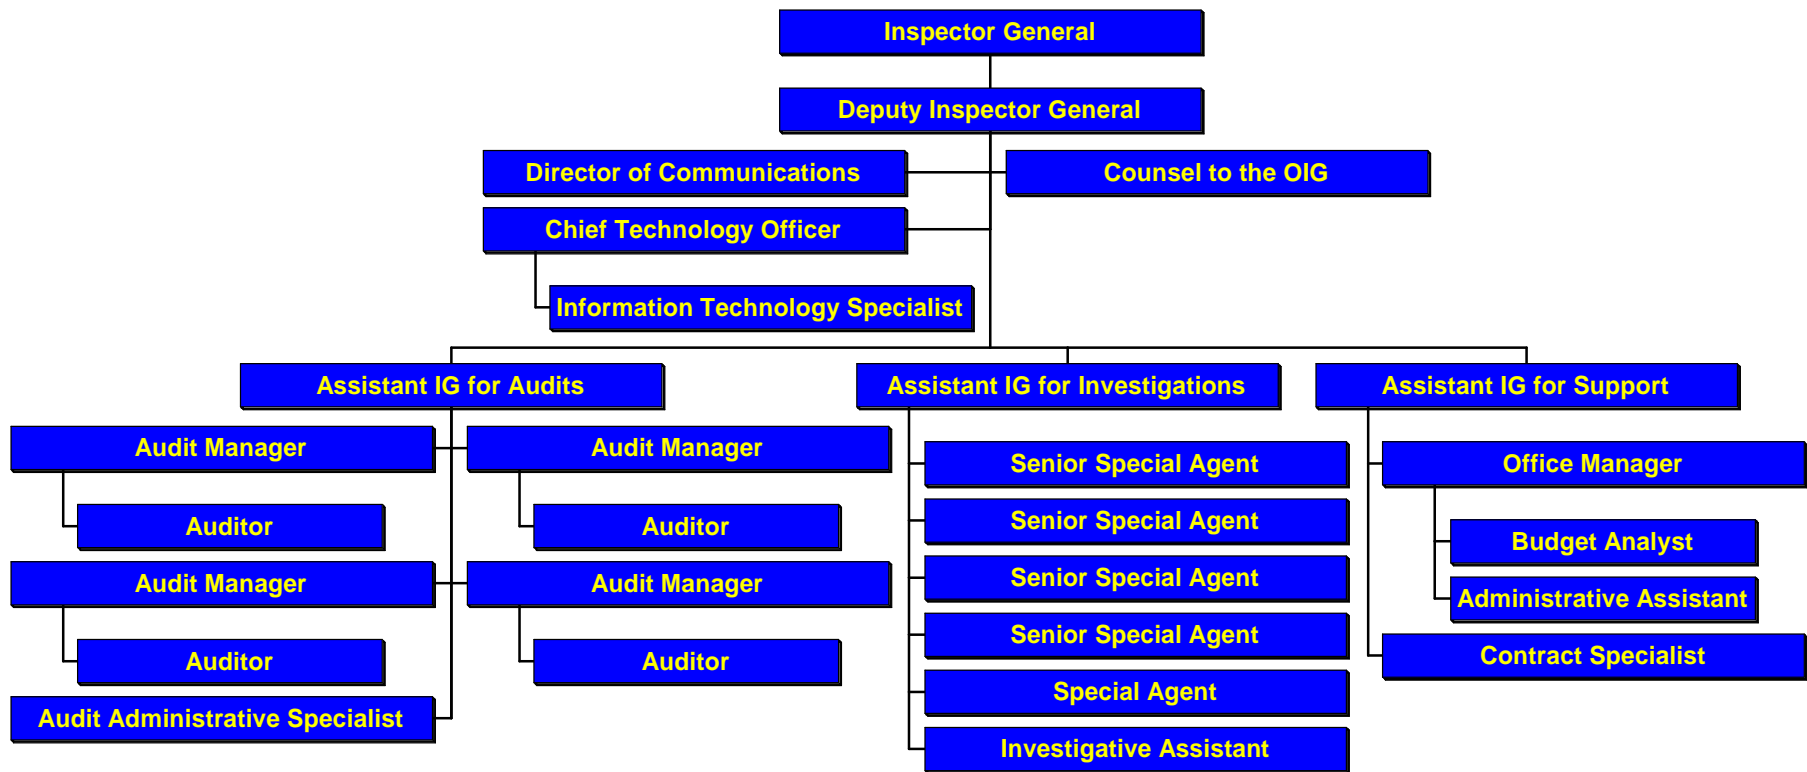 Inspector General
Deputy Inspector General
Director of Communications
Counsel to the OIG
Chief Technology Officer
Information Technology Specialist
Assistant IG for Audits
Assistant IG for Investigations
Assistant IG for Support
Audit Manager
Audit Manager
Auditor
Auditor
Audit Manager
Audit Manager
Auditor
Auditor
Audit Administrative Specialist
Senior Special Agent
Senior Special Agent
Senior Special Agent
Senior Special Agent
Special Agent
Investigative Assistant
Office Manager
Budget Analyst
Administrative Assistant
Contract Specialist